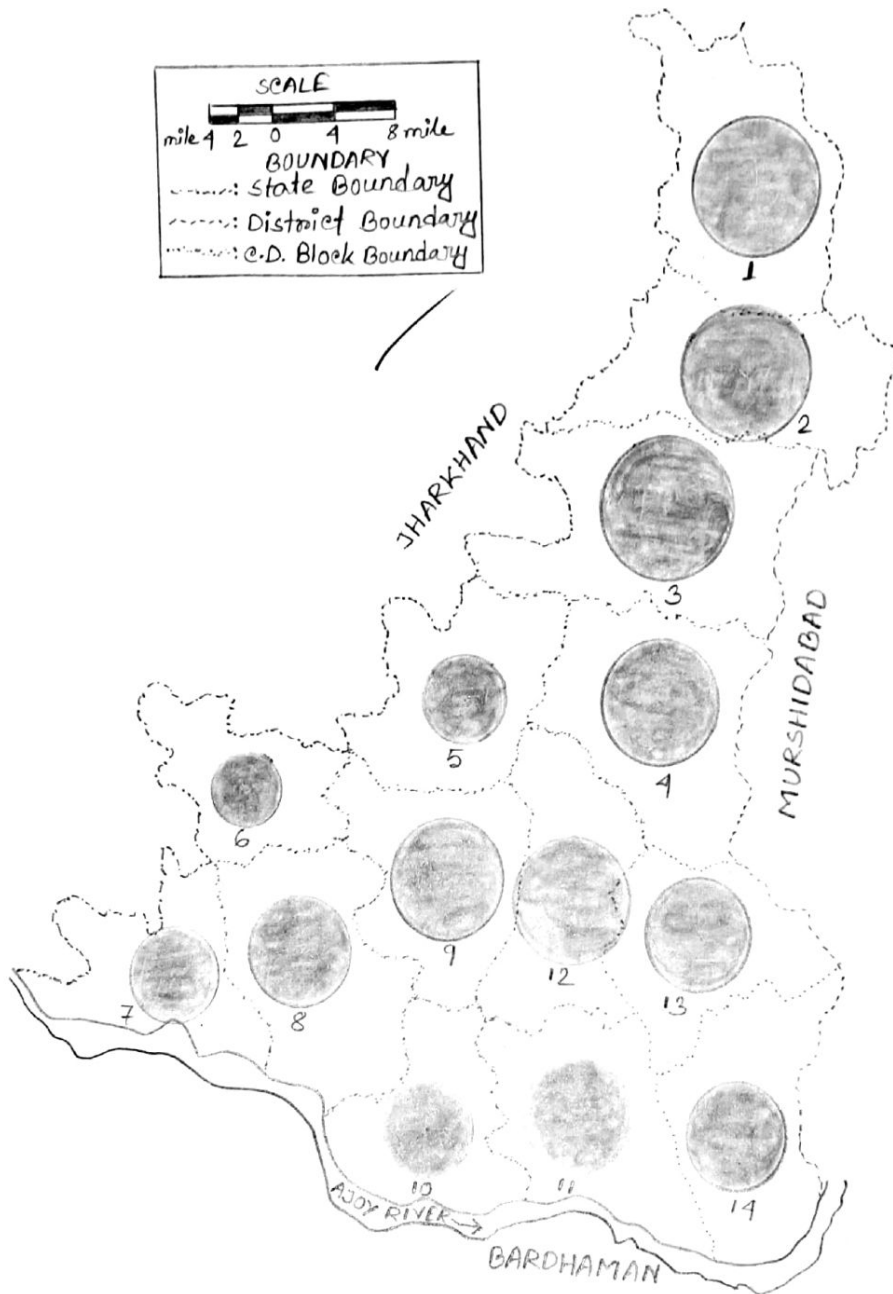 SCALE
mile 4 2 0 4 8 mile
BOUNDARY
: State Boundary
: District Boundary
: C.D. Block Boundary
1
2
JHARKHAND
3
MURSHIDABAD
5
4
6
9
12
13
7
8
10
11
14
AJOY RIVER →
BARDHAMAN